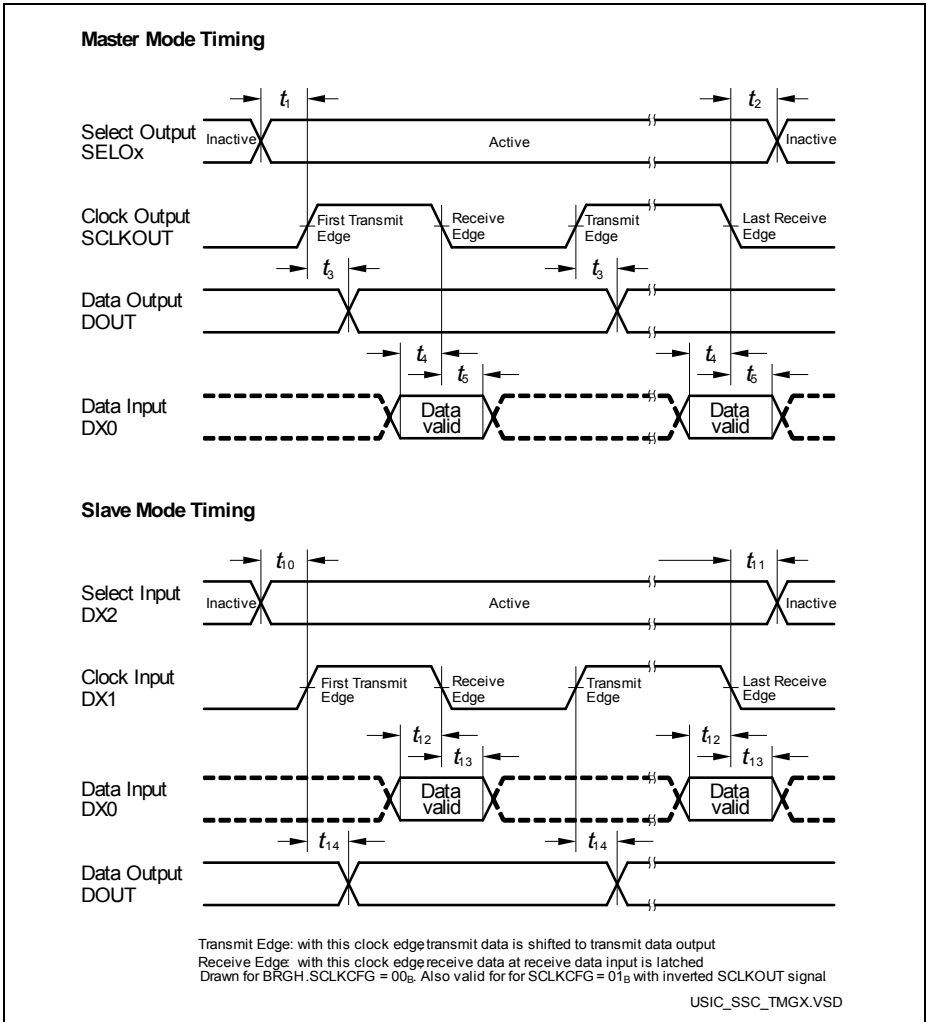 Master Mode Timing
t1
t2
Select Output
SELOx
Inactive
Active
Inactive
Clock Output
SCLKOUT
First Transmit
Edge
Receive
Edge
Transmit
Edge
Last Receive
Edge
t3
t3
Data Output
DOUT
t4
t5
t4
t5
Data Input
DX0
Data
valid
Data
valid
Slave Mode Timing
t10
t11
Select Input
DX2
Inactive
Active
Inactive
Clock Input
DX1
First Transmit
Edge
Receive
Edge
Transmit
Edge
Last Receive
Edge
t12
t13
t12
t13
Data Input
DX0
Data
valid
Data
valid
t14
t14
Data Output
DOUT
Transmit Edge: with this clock edge, transmit data is shifted to transmit data output
Receive Edge: with this clock edge, receive data at receive data input is latched
Drawn for BRGH.SCLKCFG = 00B. Also valid for for SCLKCFG = 01B with inverted SCLKOUT signal.
USIC_SSC_TMGX.VSD